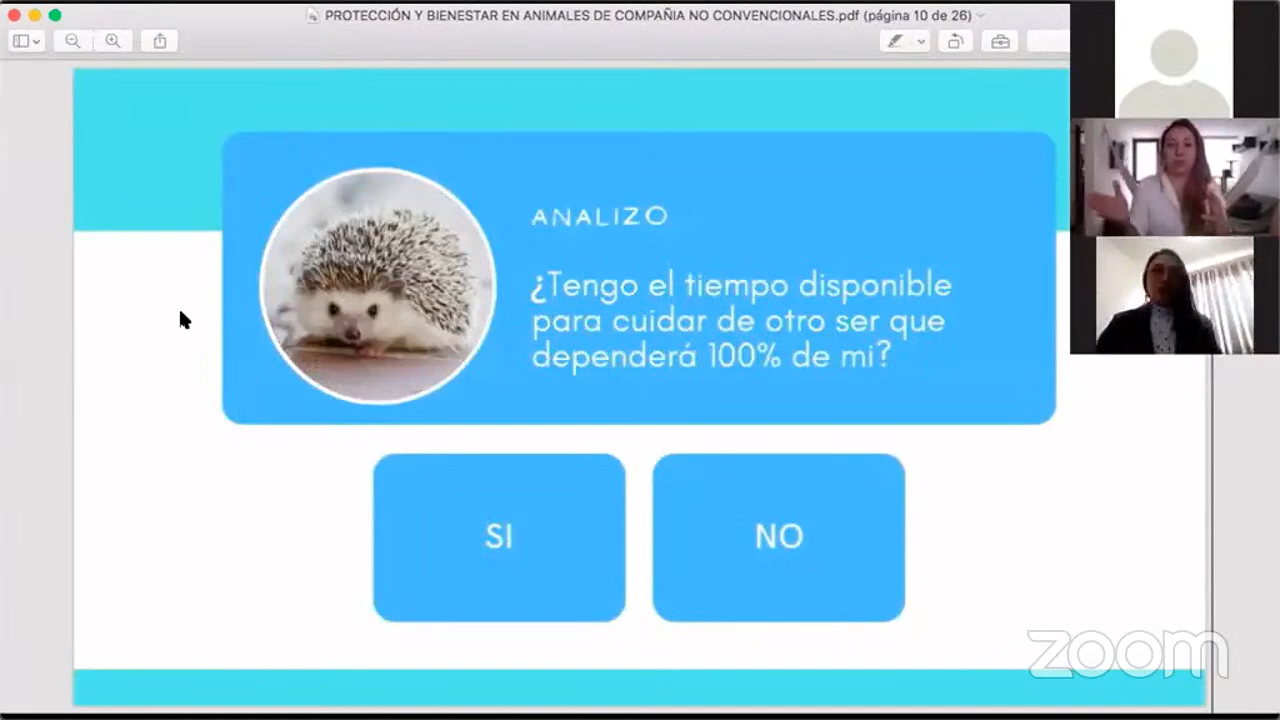 PROTECCIÓN Y BIENESTAR EN ANIMALES DE COMPAÑIA NO CONVENCIONALES.pdf (página 10 de 26)
ANALIZO
¿Tengo el tiempo disponible
para cuidar de otro ser que
dependerá 100% de mi?
SI
NO
zoom